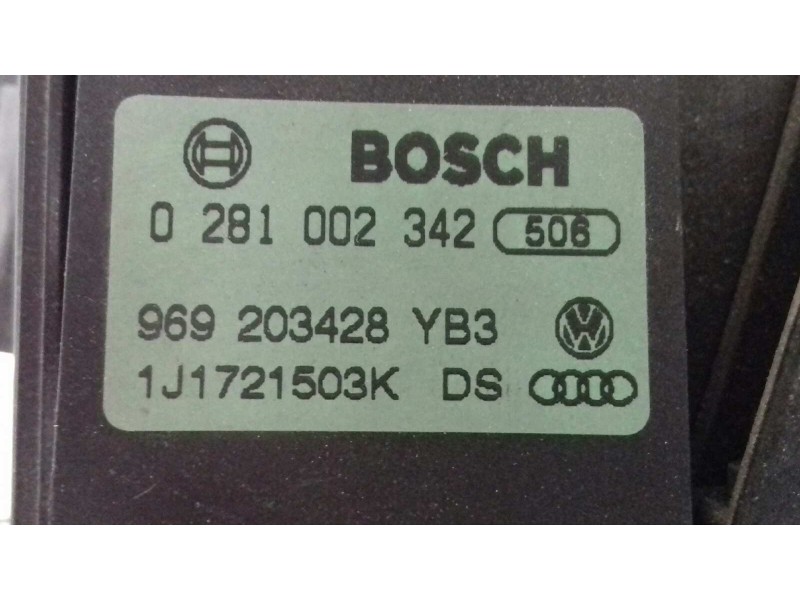 BOSCH
0 281 002 342 506
969 203428 YB3
1J1721503K DS